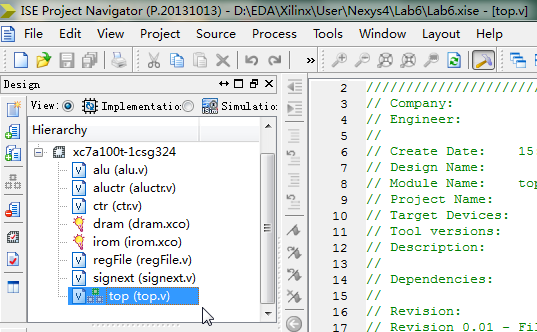 ISE Project Navigator (P.20131013) - D:\EDA\Xilinx\User\Nexys4\Lab6\Lab6.xise - [top.v]
File Edit View Project Source Process Tools Window Layout Help
Design
View: Implementatio: Simulatio:
Hierarchy
xc7a100t-1csg324
alu (alu.v)
aluctr (aluctr.v)
ctr (ctr.v)
dram (dram.xco)
irom (irom.xco)
regFile (regFile.v)
signext (signext.v)
top (top.v)
2 ////////////////////////
3 // Company:
4 // Engineer:
5 //
6 // Create Date: 15
7 // Design Name:
8 // Module Name: top
9 // Project Name:
10 // Target Devices:
11 // Tool versions:
12 // Description:
13 //
14 // Dependencies:
15 //
16 // Revision:
17 // Revision 0.01 - Fil